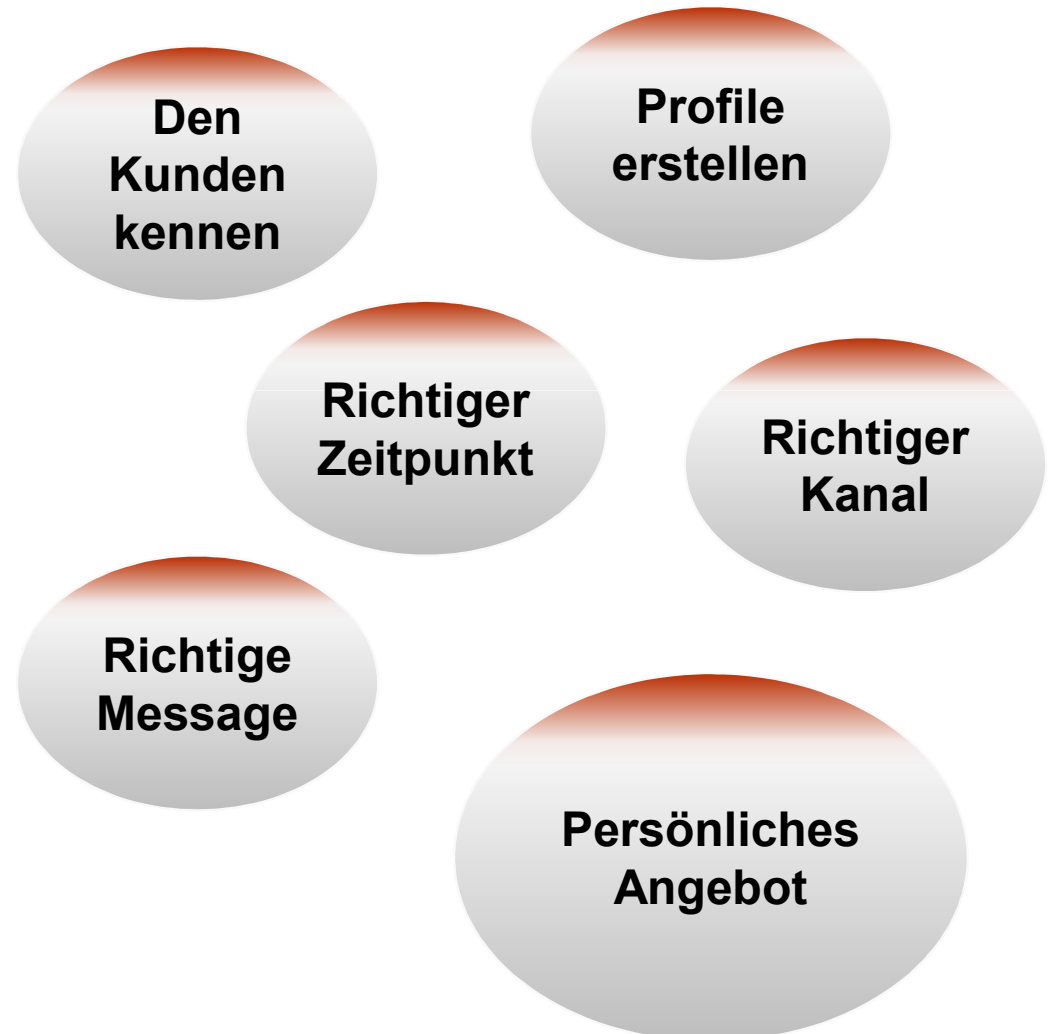 Den
Kunden
kennen
Profile
erstellen
Richtiger
Zeitpunkt
Richtiger
Kanal
Richtige
Message
Persönliches
Angebot